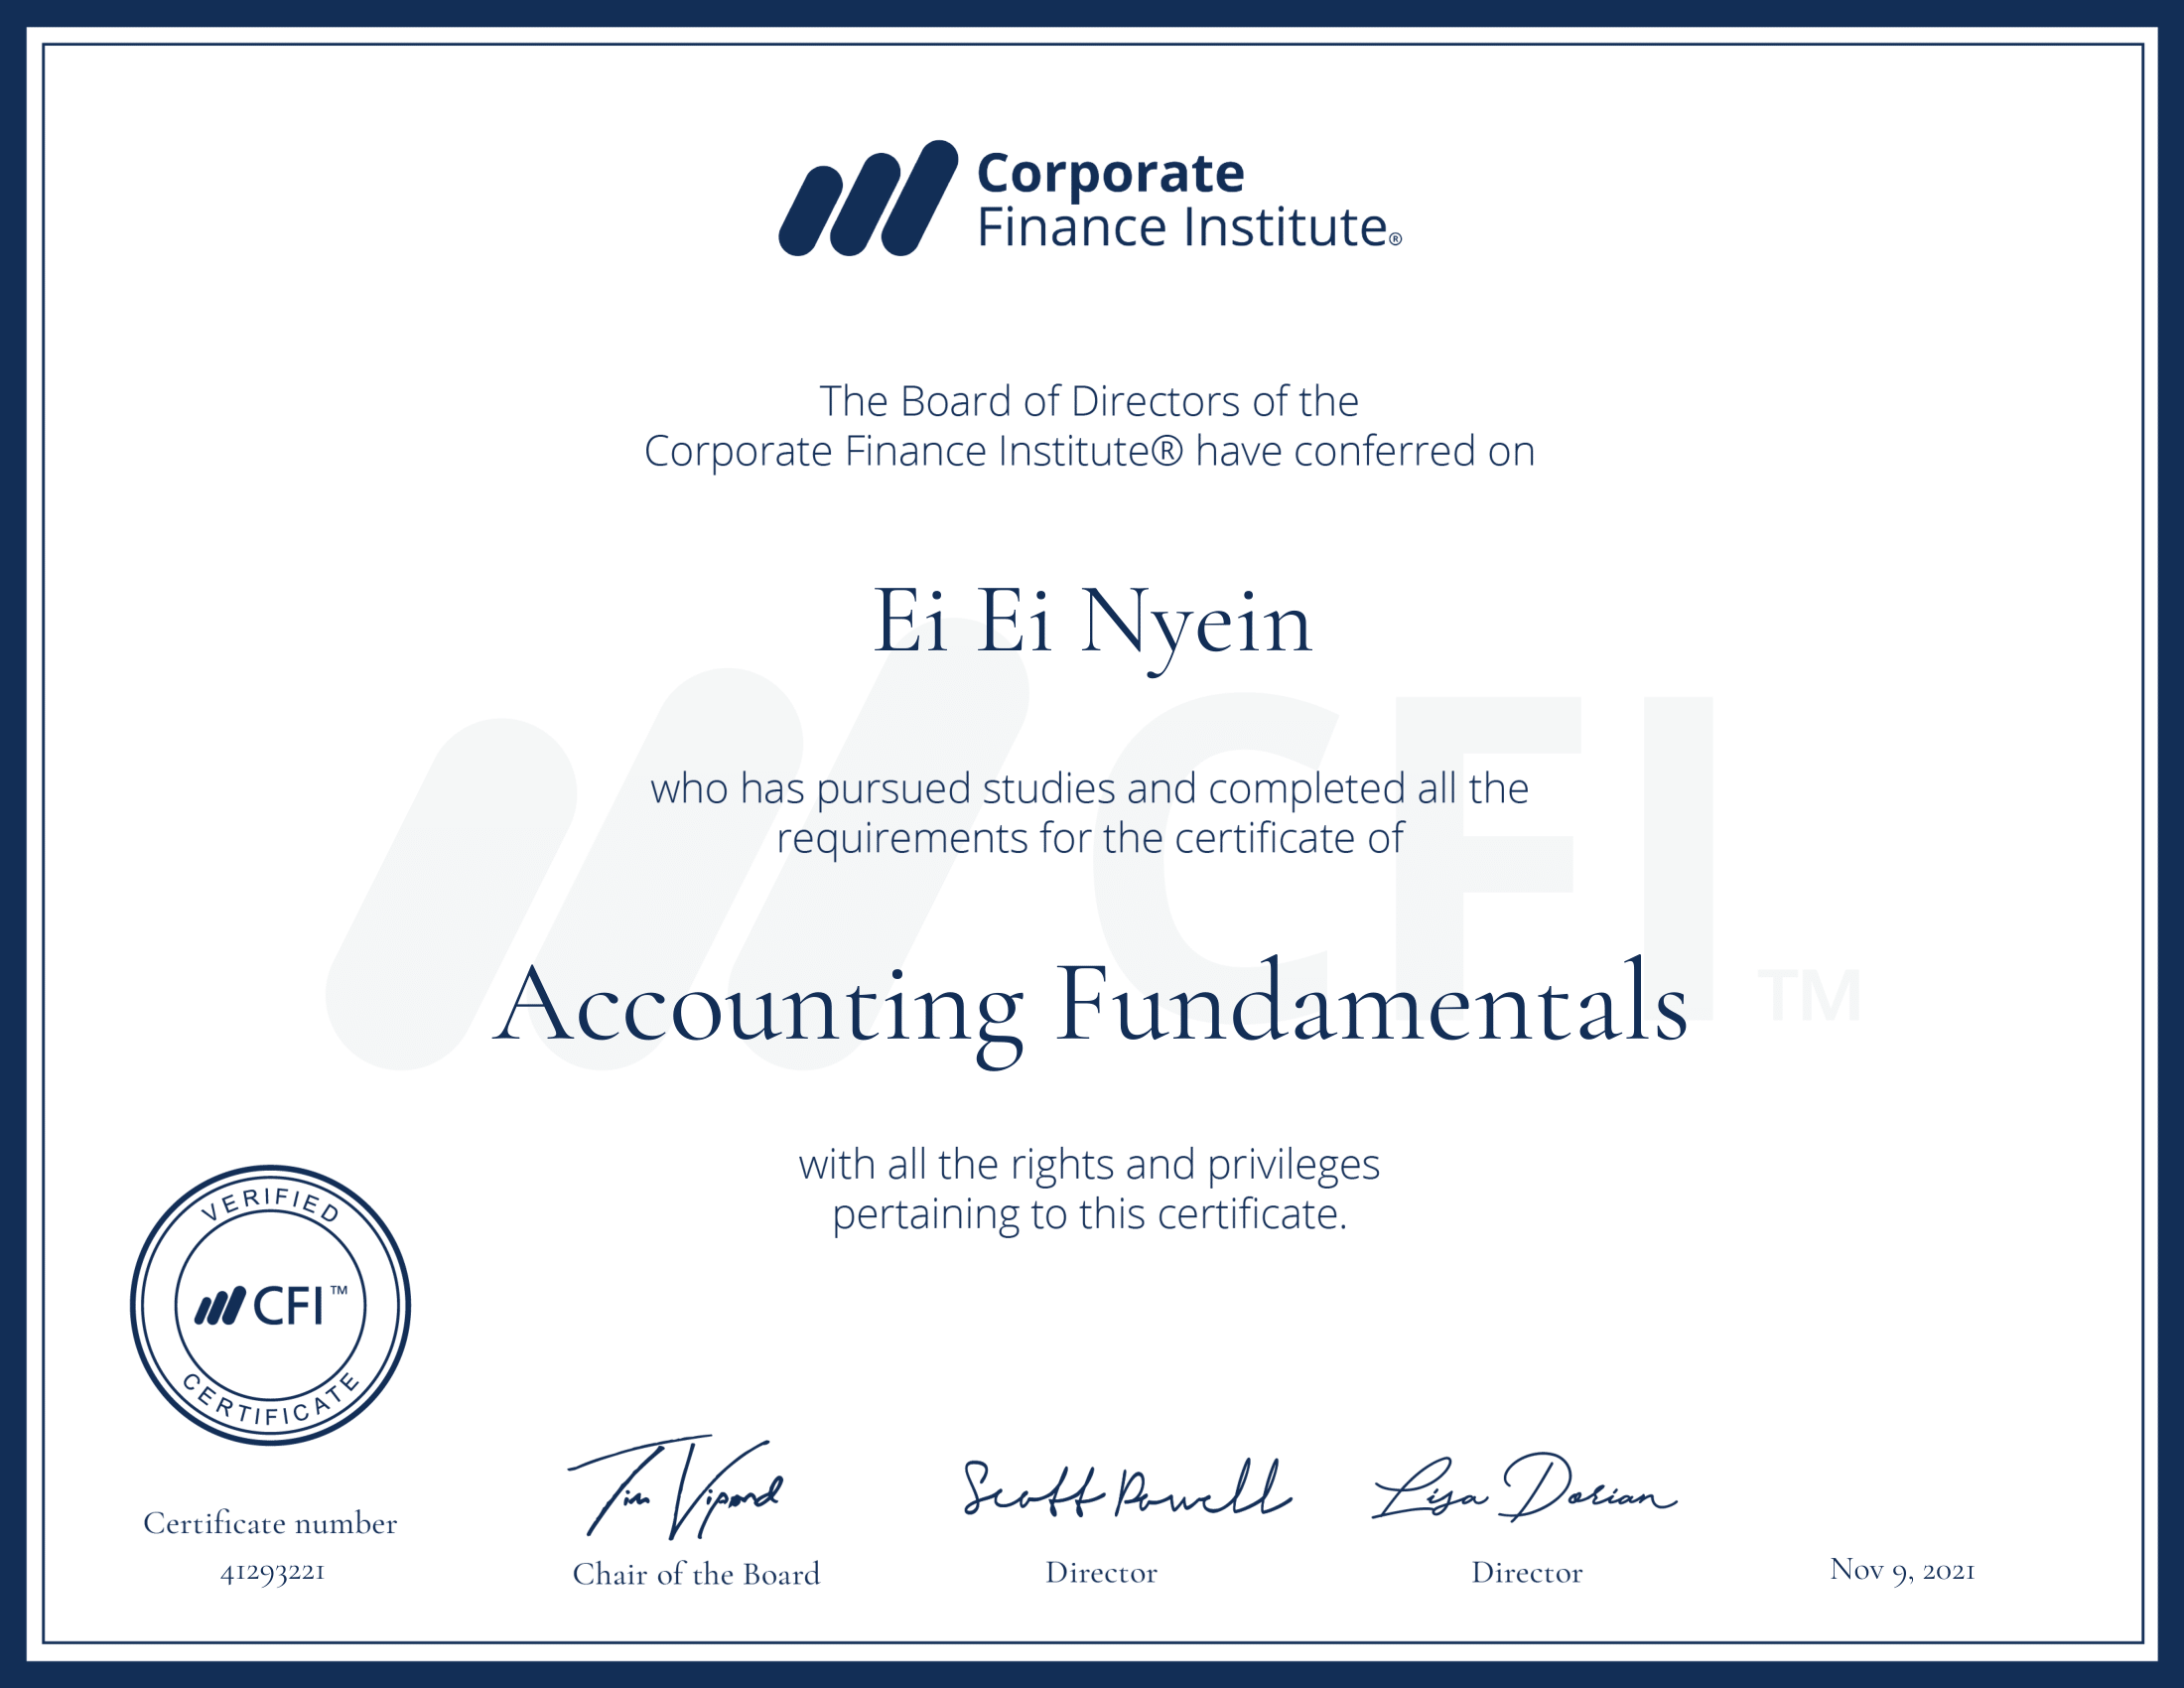 Corporate
Finance Institute®
The Board of Directors of the
Corporate Finance Institute® have conferred on
Ei Ei Nyein
who has pursued studies and completed all the
requirements for the certificate of
CFI™
Accounting Fundamentals
with all the rights and privileges
pertaining to this certificate.
VERIFIED
CFI™
CERTIFICATE
Tim Vipond
Scott Powell
Lisa Dorian
Certificate number
41293221
Chair of the Board
Director
Director
Nov 9, 2021